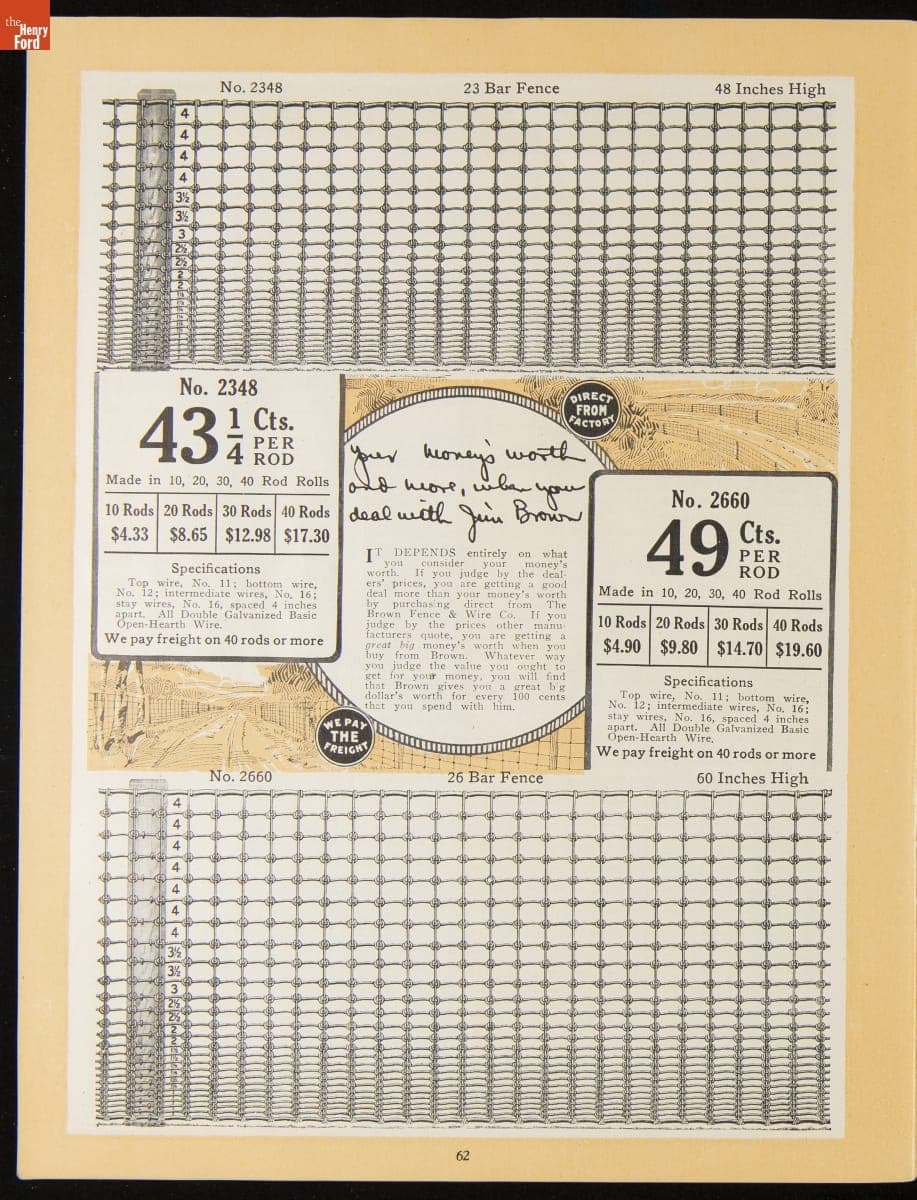 the
Henry
Ford
No. 2348 23 Bar Fence 48 Inches High
4
4
4
4
3½
3½
3
2½
2½
2
2
No. 2348
43 1/4 Cts. PER ROD
Made in 10, 20, 30, 40 Rod Rolls
10 Rods 20 Rods 30 Rods 40 Rods
$4.33 $8.65 $12.98 $17.30
Specifications
Top wire, No. 11; bottom wire,
No. 12; intermediate wires, No. 16;
stay wires, No. 16, spaced 4 inches
apart. All Double Galvanized Basic
Open-Hearth Wire.
We pay freight on 40 rods or more
DIRECT
FROM
FACTORY
Your money's worth
and more, when you
deal with Jim Brown
IT DEPENDS entirely on what
you consider your money's
worth. If you judge by the deal-
ers' prices, you are getting a good
deal more than your money's worth
by purchasing direct from The
Brown Fence & Wire Co. If you
judge by the prices other manu-
facturers quote, you are getting a
great big money's worth when you
buy from Brown. Whatever way
you judge the value you ought to
get for your money, you will find
that Brown gives you a great big
dollar's worth for every 100 cents
that you spend with him.
WE PAY
THE
FREIGHT
No. 2660
49 Cts. PER ROD
Made in 10, 20, 30, 40 Rod Rolls
10 Rods 20 Rods 30 Rods 40 Rods
$4.90 $9.80 $14.70 $19.60
Specifications
Top wire, No. 11; bottom wire,
No. 12; intermediate wires, No. 16;
stay wires, No. 16, spaced 4 inches
apart. All Double Galvanized Basic
Open-Hearth Wire.
We pay freight on 40 rods or more
No. 2660 26 Bar Fence 60 Inches High
4
4
4
4
4
4
4
3½
3½
3
2½
2½
2
2
62